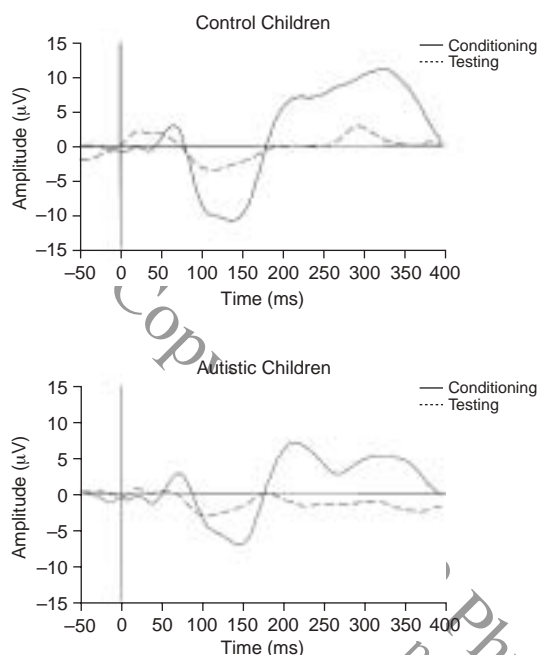 Control Children
Conditioning
Testing
15
10
5
0
–5
–10
–15
Amplitude (µV)
–50 0 50 100 150 200 250 300 350 400
Time (ms)
Autistic Children
Conditioning
Testing
15
10
5
0
–5
–10
–15
Amplitude (µV)
–50 0 50 100 150 200 250 300 350 400
Time (ms)